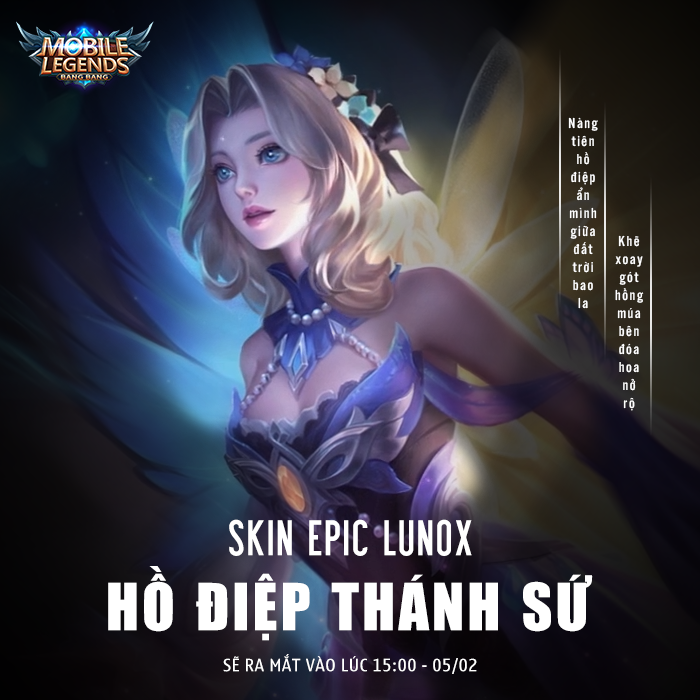 MOBILE
LEGENDS
BANG BANG
Nàng
tiên
hồ
điệp
ẩn
mình
giữa
đất
trời
bao
la
Khẽ
xoay
gót
hồng
múa
bên
đóa
hoa
nở
rộ
SKIN EPIC LUNOX
HỒ ĐIỆP THÁNH SỨ
SẼ RA MẮT VÀO LÚC 15:00 - 05/02